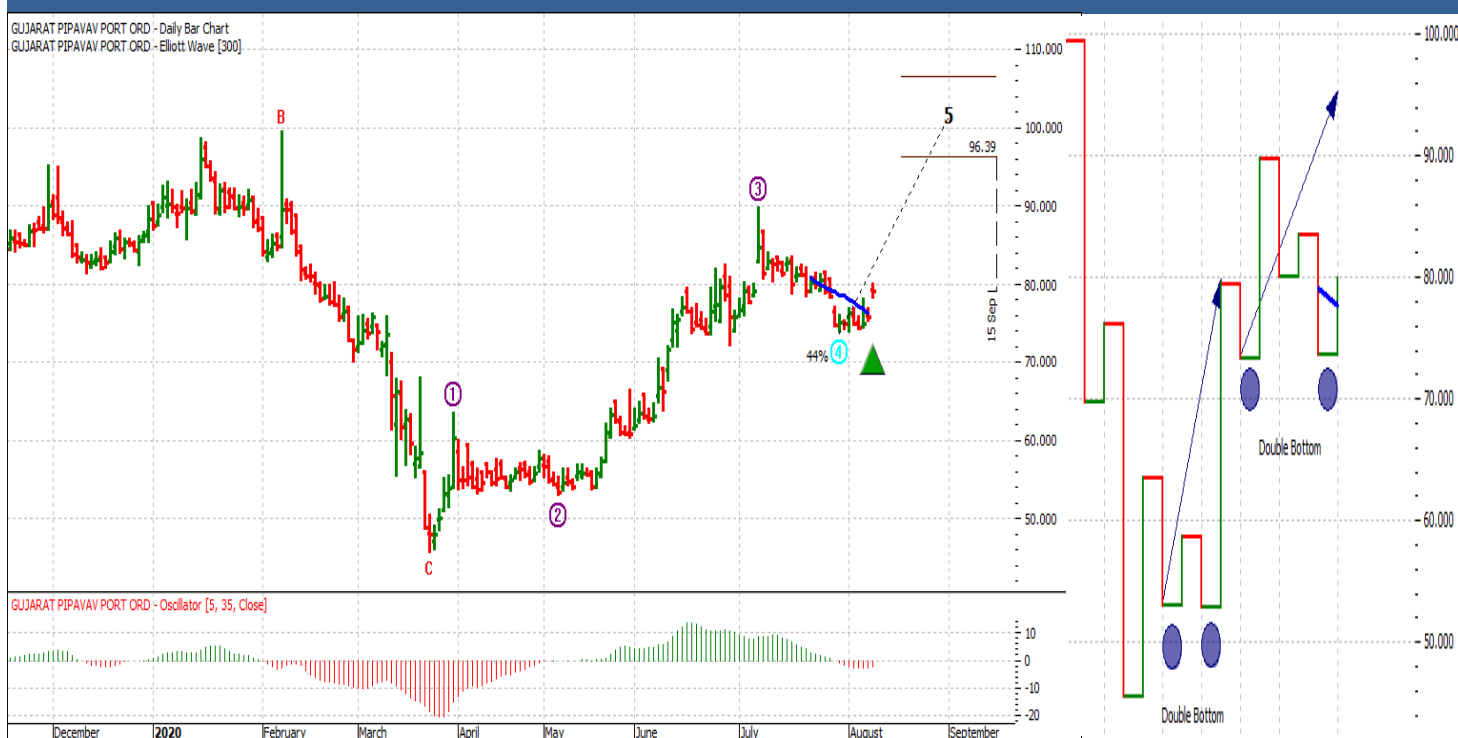 GUJARAT PIPAVAV PORT ORD - Daily Bar Chart
GUJARAT PIPAVAV PORT ORD - Elliott Wave [300]
110.000
100.000
90.000
80.000
70.000
60.000
50.000
B
C
1
2
3
44% 4
5
96.39
15 Sep L
GUJARAT PIPAVAV PORT ORD - Oscillator [5, 35, Close]
10
0
-10
-20
December 2020 February March April May June July August September
100.000
90.000
80.000
70.000
60.000
50.000
Double Bottom
Double Bottom